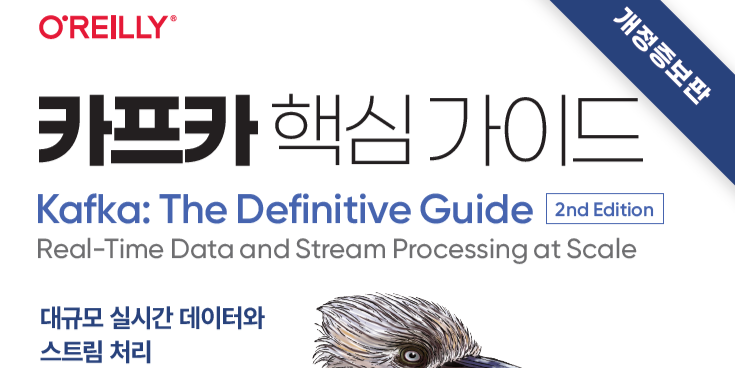 O'REILLY®
개정증보판
카프카 핵심 가이드
Kafka: The Definitive Guide 2nd Edition
Real-Time Data and Stream Processing at Scale
대규모 실시간 데이터와
스트림 처리